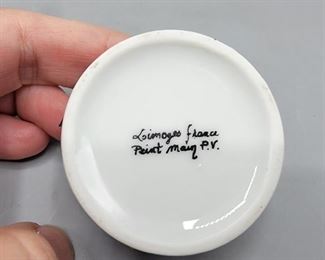 Limoges france
Peint main P.V.